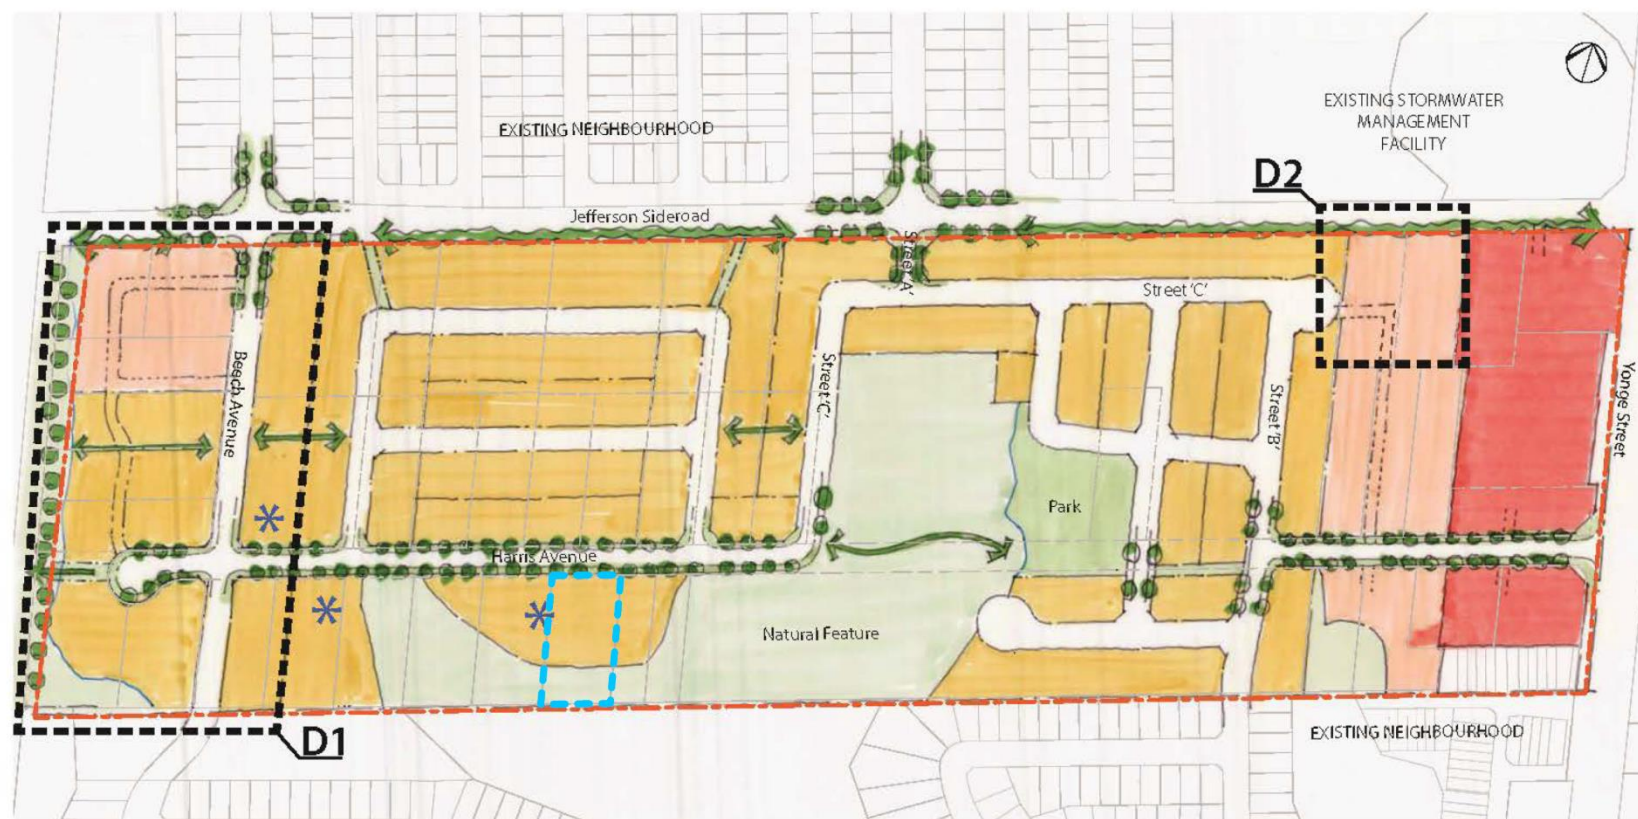 EXISTING STORMWATER
MANAGEMENT
FACILITY
EXISTING NEIGHBOURHOOD
D2
Jefferson Sideroad
Street 'A'
Street 'C'
Beech Avenue
Street 'C'
Street 'B'
Yonge Street
Park
*
Harris Avenue
*
*
Natural Feature
EXISTING NEIGHBOURHOOD
D1